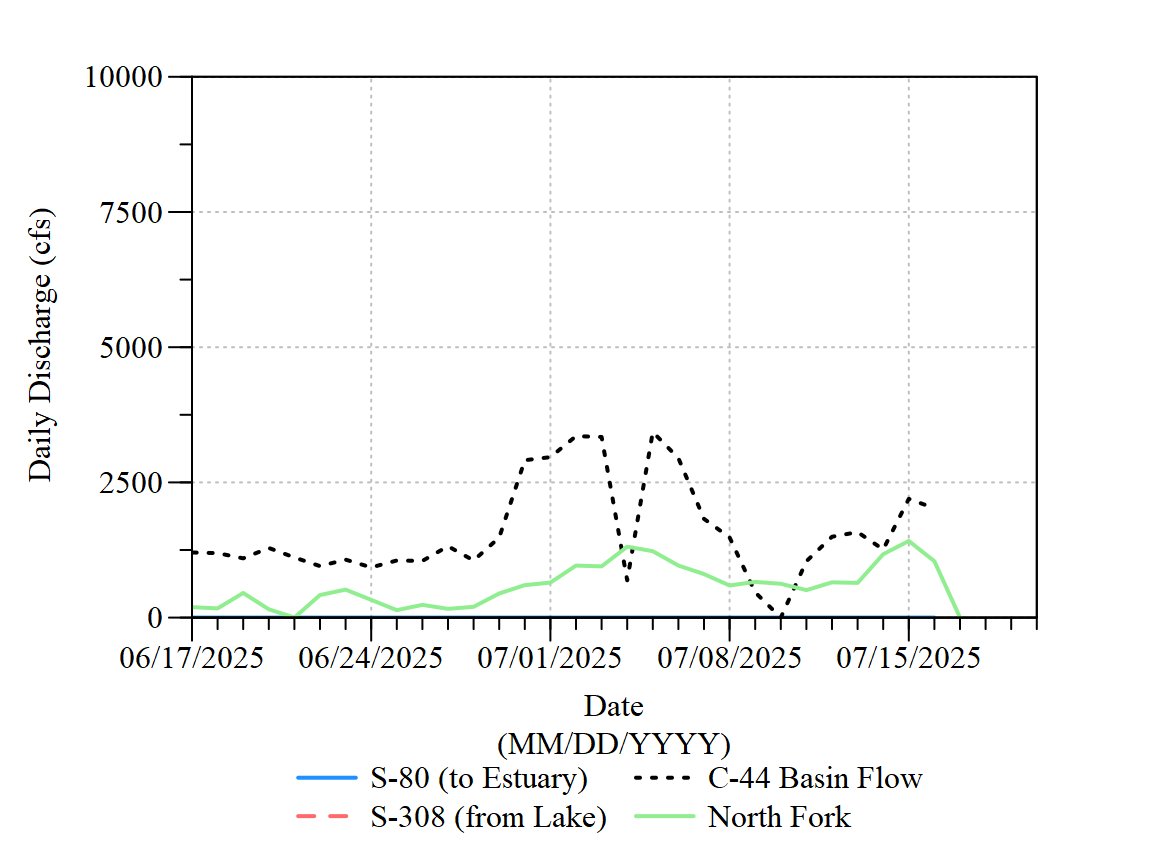 10000
7500
5000
2500
0
Daily Discharge (cfs)
06/17/2025 06/24/2025 07/01/2025 07/08/2025 07/15/2025
Date
(MM/DD/YYYY)
S-80 (to Estuary) C-44 Basin Flow
S-308 (from Lake) North Fork